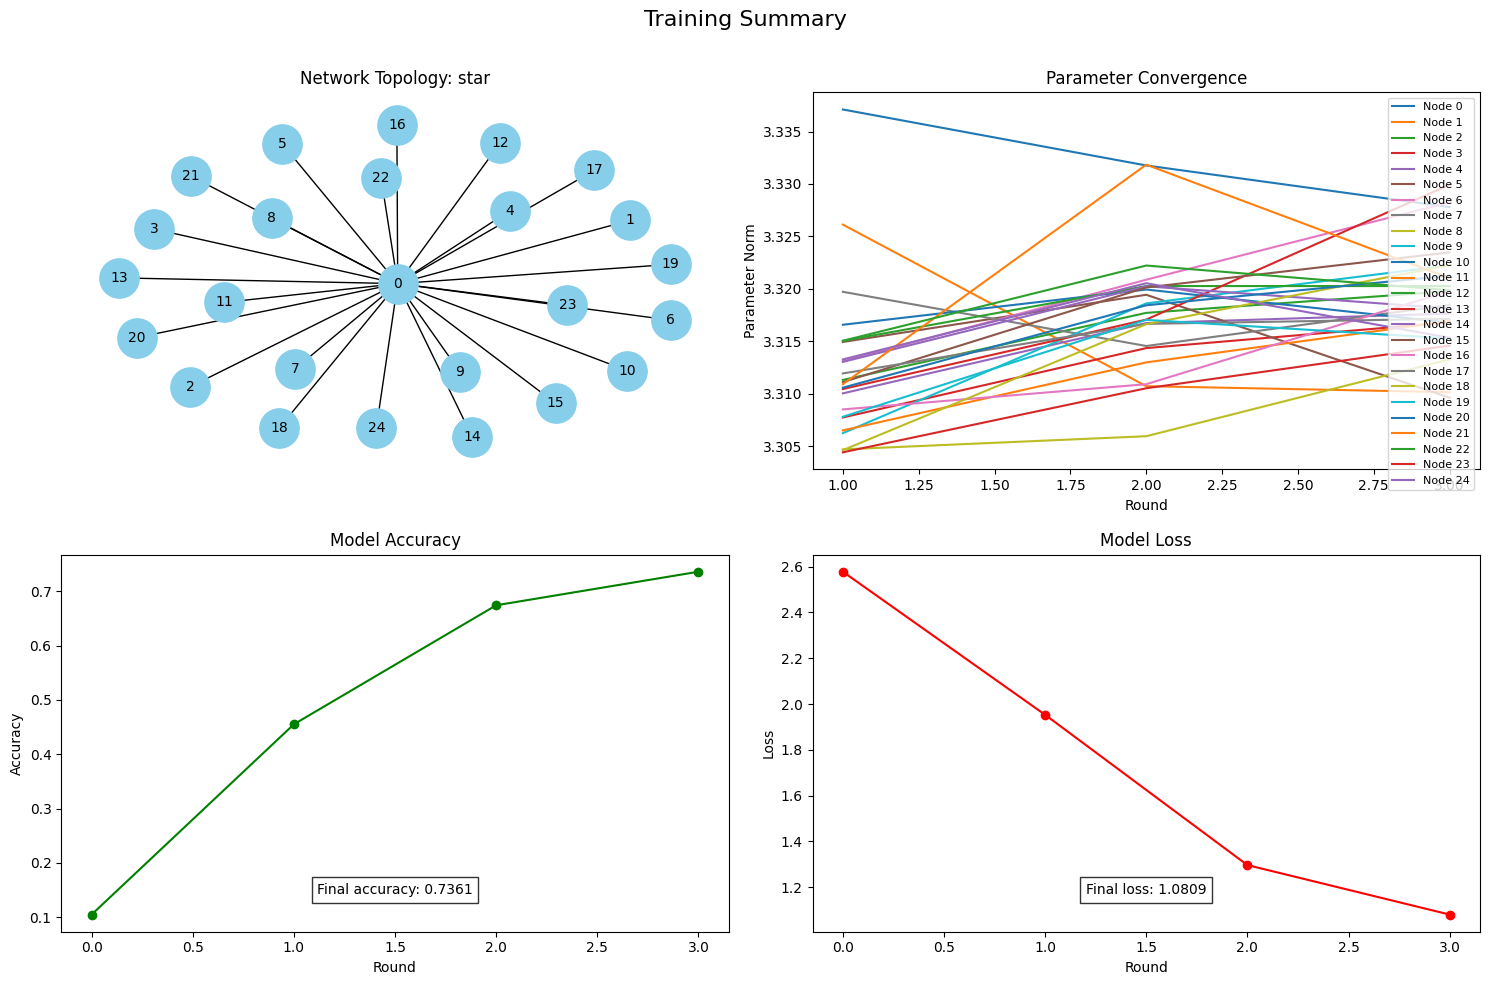 Training Summary
Network Topology: star
16
5
12
17
22
21
4
8
1
3
19
13
0
11
23
6
20
7
9
10
2
15
18
24
14
Parameter Convergence
Parameter Norm
3.335
3.330
3.325
3.320
3.315
3.310
3.305
1.00 1.25 1.50 1.75 2.00 2.25 2.50 2.75 3.00
Round
Node 0
Node 1
Node 2
Node 3
Node 4
Node 5
Node 6
Node 7
Node 8
Node 9
Node 10
Node 11
Node 12
Node 13
Node 14
Node 15
Node 16
Node 17
Node 18
Node 19
Node 20
Node 21
Node 22
Node 23
Node 24
Model Accuracy
Accuracy
0.7
0.6
0.5
0.4
0.3
0.2
0.1
Final accuracy: 0.7361
0.0 0.5 1.0 1.5 2.0 2.5 3.0
Round
Model Loss
Loss
2.6
2.4
2.2
2.0
1.8
1.6
1.4
1.2
Final loss: 1.0809
0.0 0.5 1.0 1.5 2.0 2.5 3.0
Round